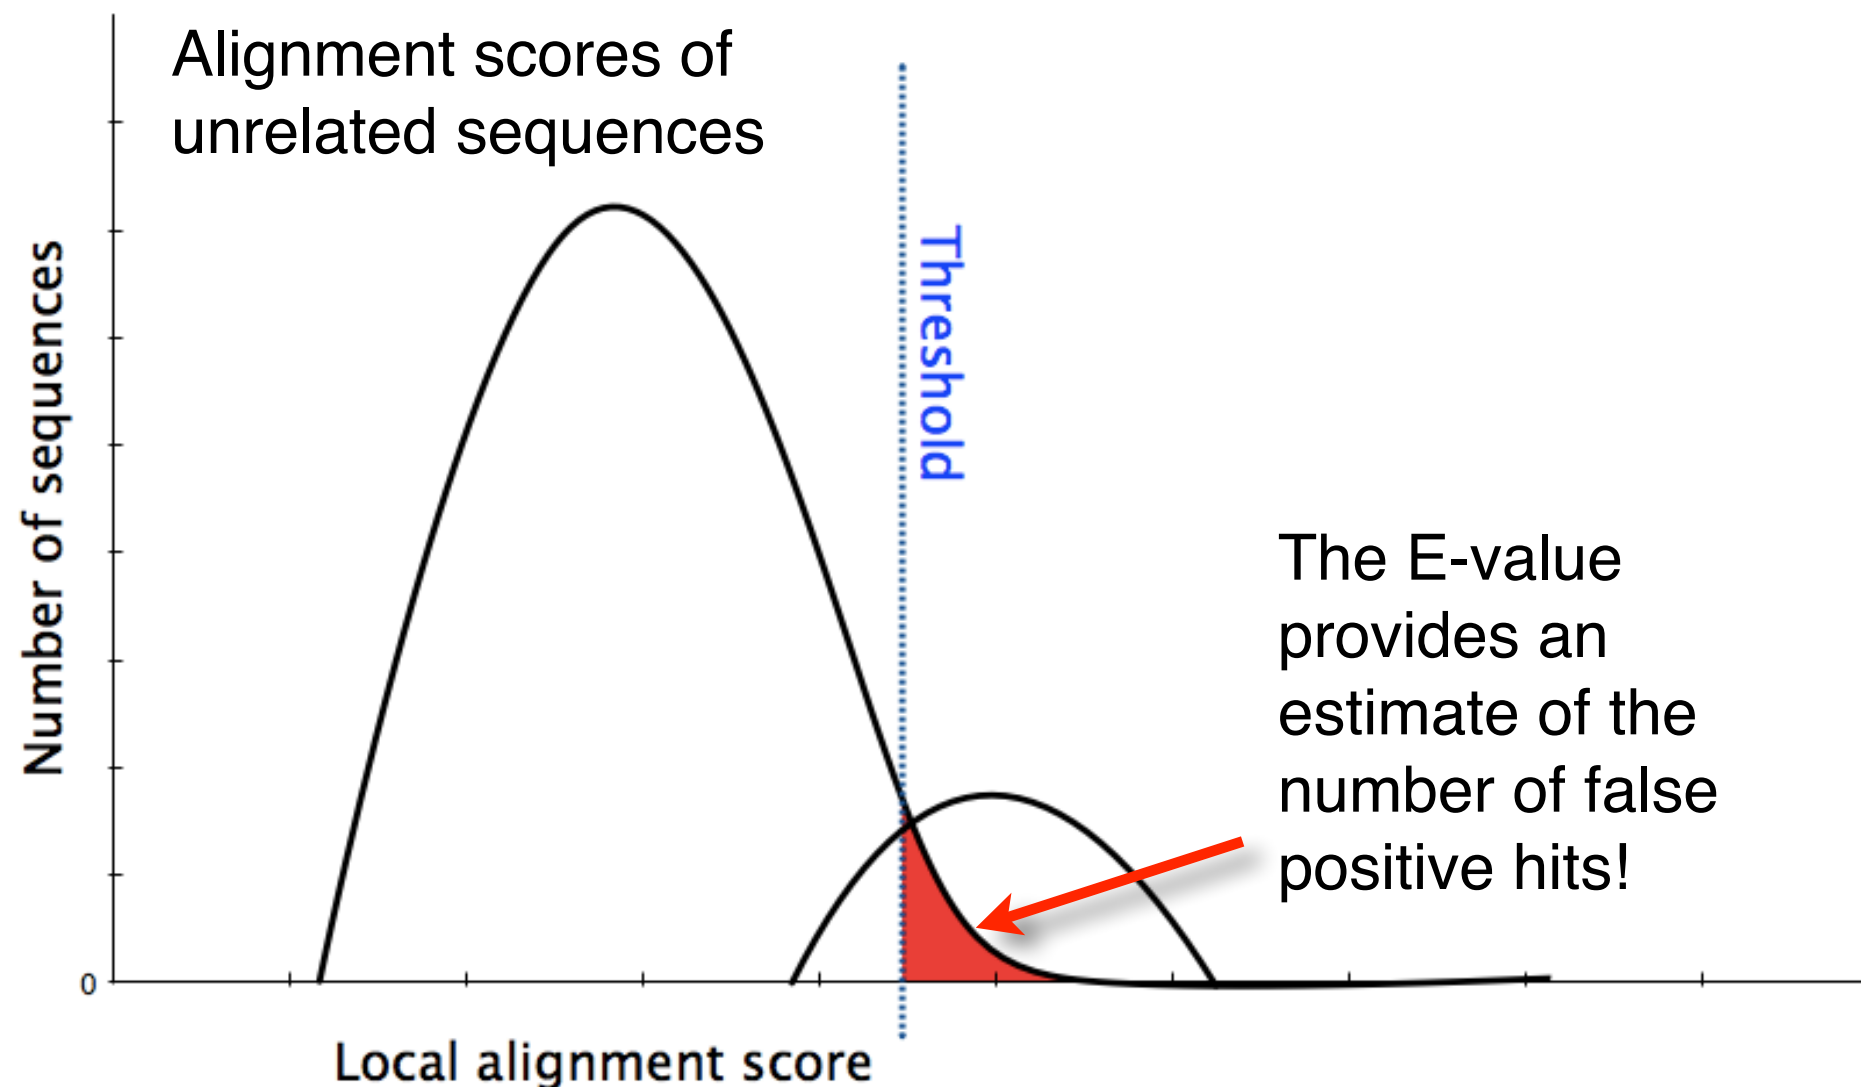 Alignment scores of
unrelated sequences
Threshold
Number of sequences
The E-value
provides an
estimate of the
number of false
positive hits!
0
Local alignment score